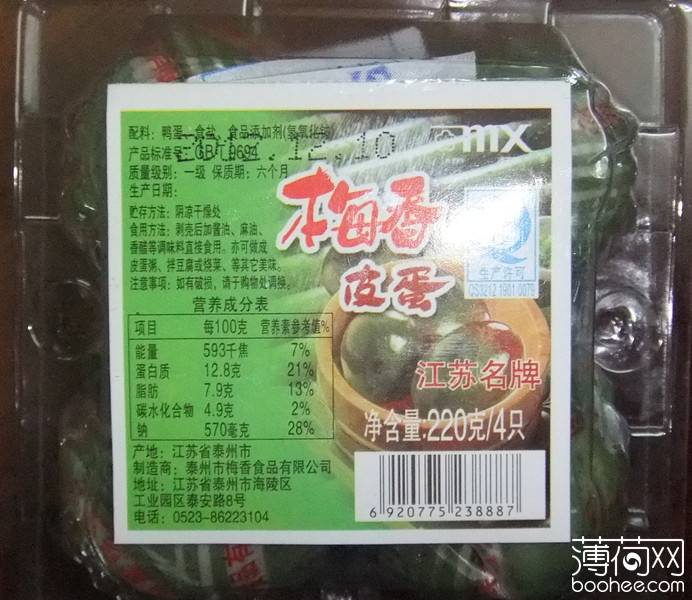 配料：鸭蛋、食盐、食品添加剂(氢氧化钠)
产品标准号：GB/T9694
12.10
质量级别：一级 保质期：六个月
生产日期：
贮存方法：阴凉干燥处
食用方法：剥壳后加酱油、麻油、
香醋等调味料直接食用。亦可做成
皮蛋粥、拌豆腐或烧菜、等其它美味。
注意事项：如有破损，请于购物处调换。
mx
梅香
皮蛋
生产许可
QS3212 1901 0070
营养成分表
项目 每100克 营养素参考值%
能量 593千焦 7%
蛋白质 12.8克 21%
脂肪 7.9克 13%
碳水化合物 4.9克 2%
钠 570毫克 28%
江苏名牌
净含量:220克/4只
产地：江苏省泰州市
制造商：泰州市梅香食品有限公司
地址：江苏省泰州市海陵区
工业园区泰安路8号
电话：0523-86223104
6 920775 238887
薄荷网
boohee.com